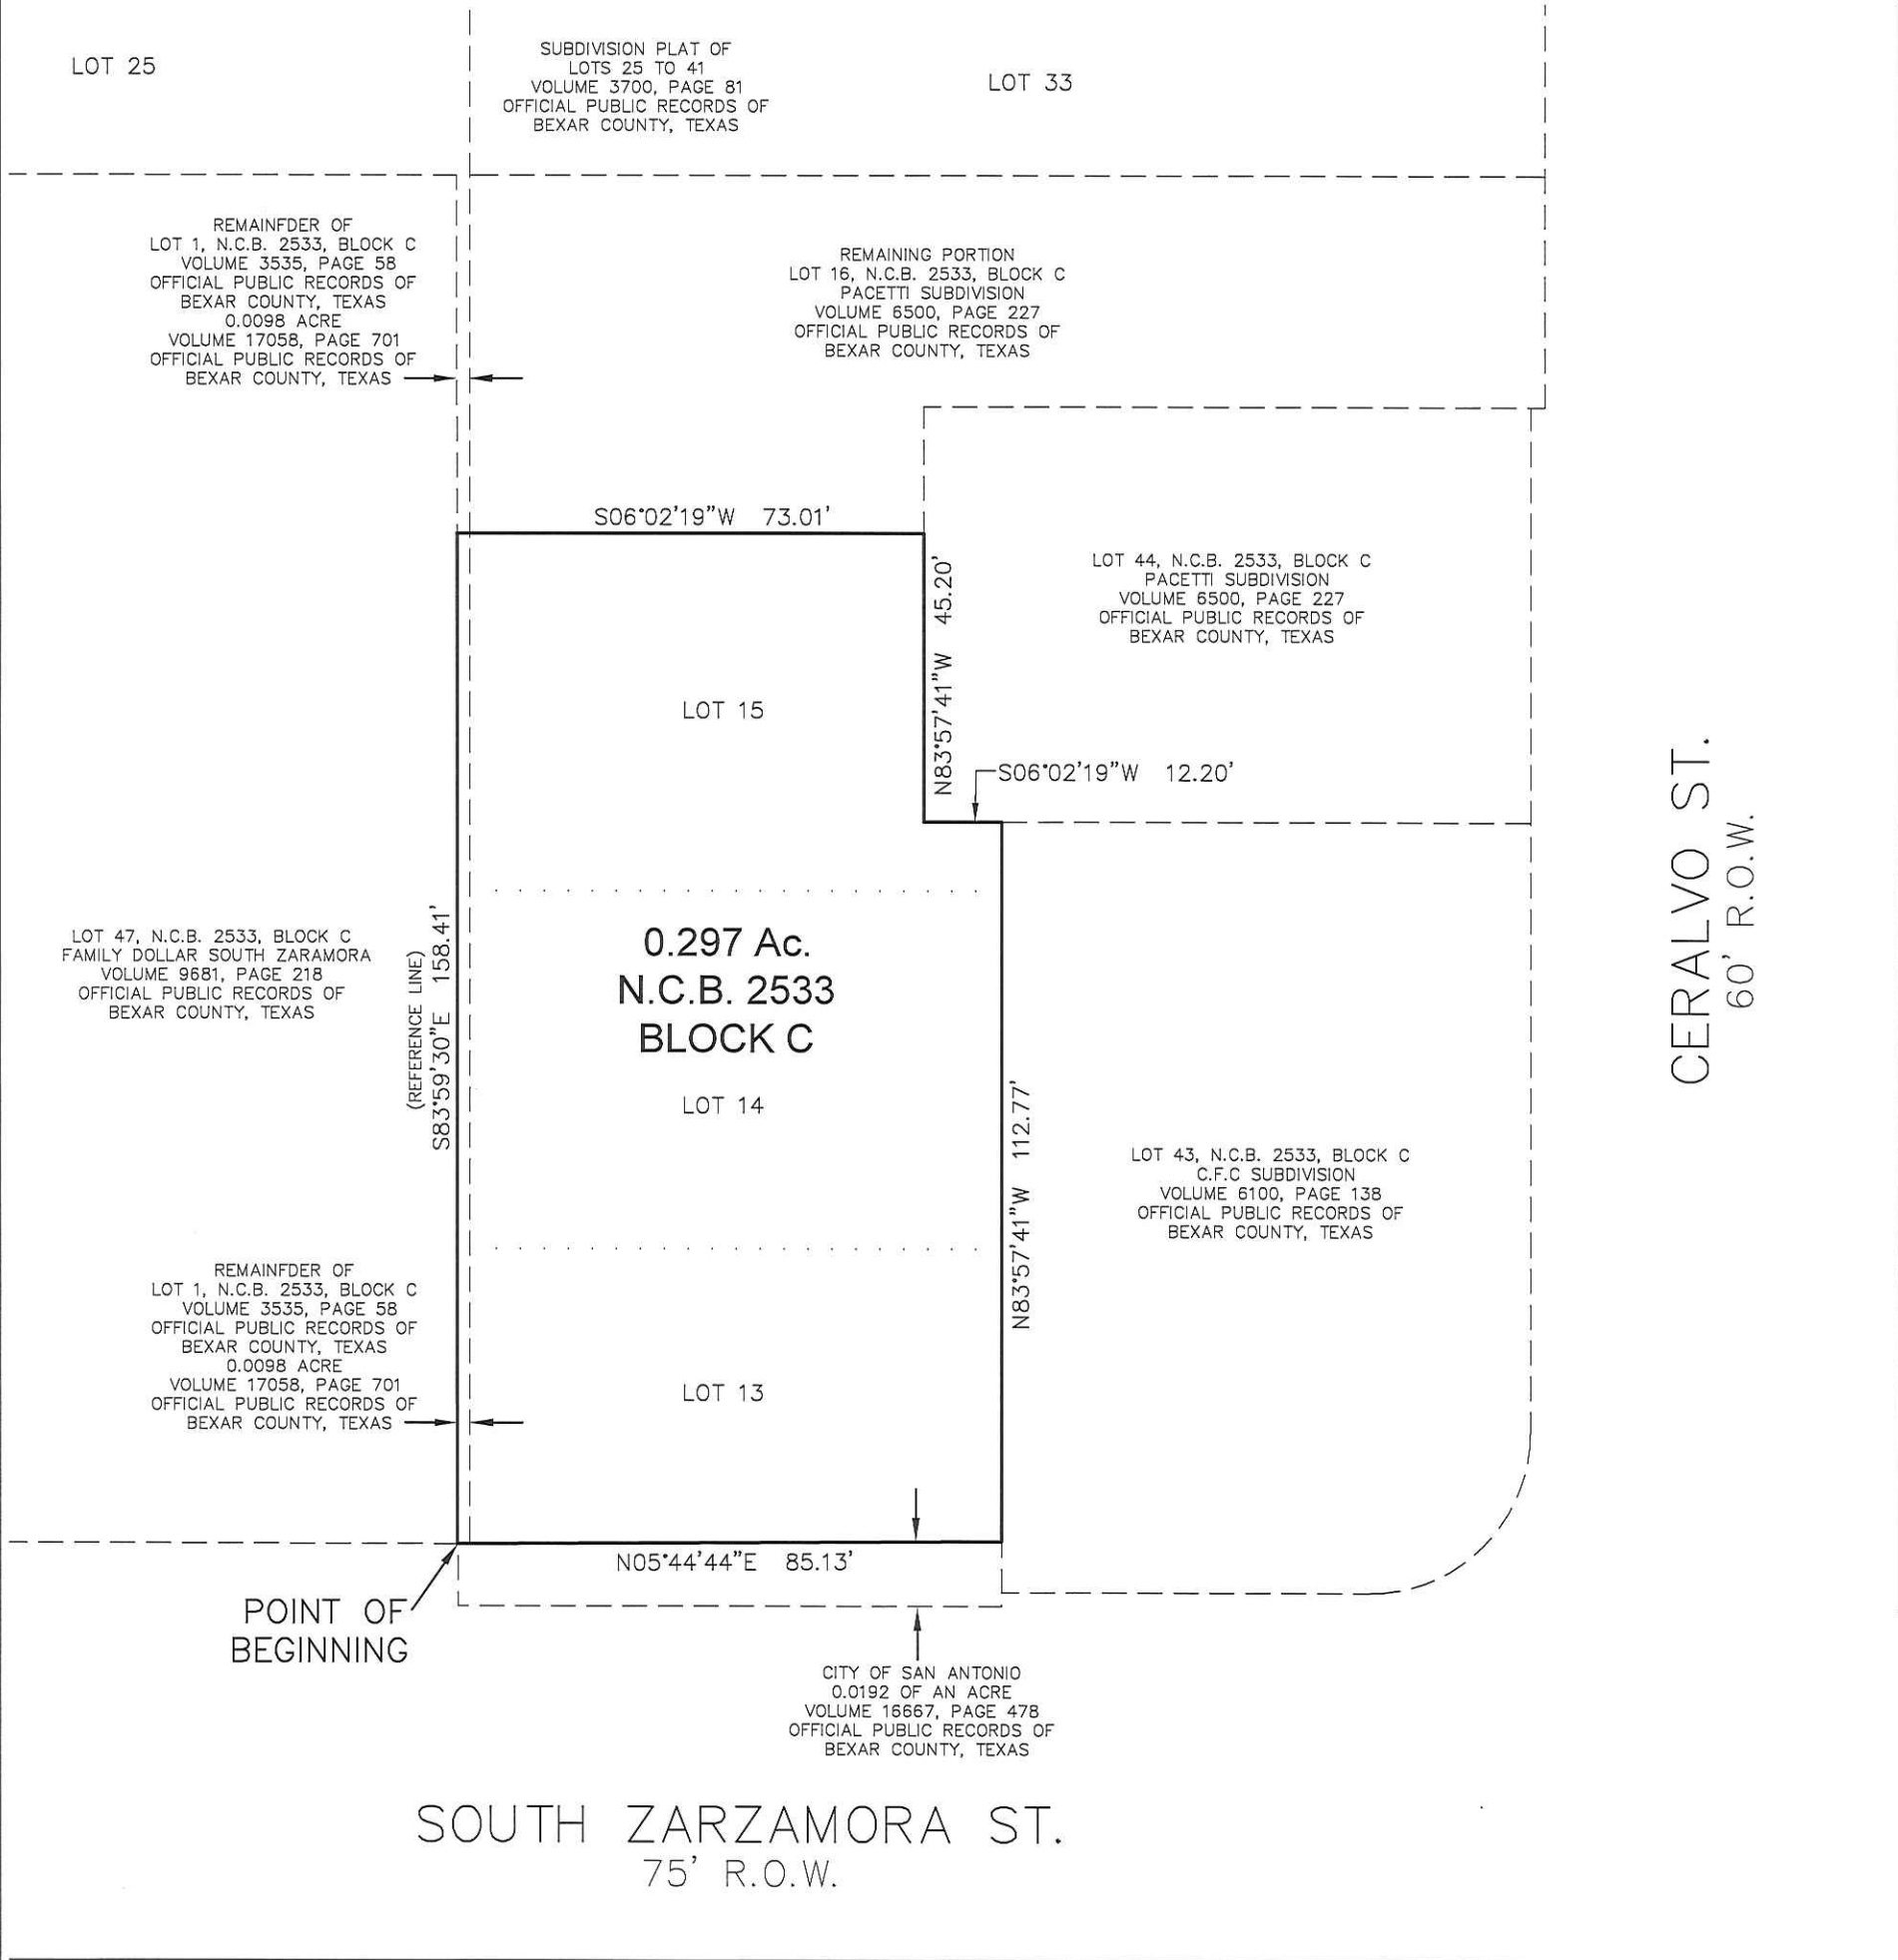 LOT 25
SUBDIVISION PLAT OF
LOTS 25 TO 41
VOLUME 3700, PAGE 81
OFFICIAL PUBLIC RECORDS OF
BEXAR COUNTY, TEXAS
LOT 33
REMAINFDER OF
LOT 1, N.C.B. 2533, BLOCK C
VOLUME 3535, PAGE 58
OFFICIAL PUBLIC RECORDS OF
BEXAR COUNTY, TEXAS
0.0098 ACRE
VOLUME 17058, PAGE 701
OFFICIAL PUBLIC RECORDS OF
BEXAR COUNTY, TEXAS
REMAINING PORTION
LOT 16, N.C.B. 2533, BLOCK C
PACETTI SUBDIVISION
VOLUME 6500, PAGE 227
OFFICIAL PUBLIC RECORDS OF
BEXAR COUNTY, TEXAS
S06°02'19"W 73.01'
N83°57'41"W 45.20'
LOT 44, N.C.B. 2533, BLOCK C
PACETTI SUBDIVISION
VOLUME 6500, PAGE 227
OFFICIAL PUBLIC RECORDS OF
BEXAR COUNTY, TEXAS
LOT 15
S06°02'19"W 12.20'
CERALVO ST.
60' R.O.W.
LOT 47, N.C.B. 2533, BLOCK C
FAMILY DOLLAR SOUTH ZARAMORA
VOLUME 9681, PAGE 218
OFFICIAL PUBLIC RECORDS OF
BEXAR COUNTY, TEXAS
(REFERENCE LINE)
S83°59'30"E 158.41'
0.297 Ac.
N.C.B. 2533
BLOCK C
LOT 14
N83°57'41"W 112.77'
LOT 43, N.C.B. 2533, BLOCK C
C.F.C SUBDIVISION
VOLUME 6100, PAGE 138
OFFICIAL PUBLIC RECORDS OF
BEXAR COUNTY, TEXAS
REMAINFDER OF
LOT 1, N.C.B. 2533, BLOCK C
VOLUME 3535, PAGE 58
OFFICIAL PUBLIC RECORDS OF
BEXAR COUNTY, TEXAS
0.0098 ACRE
VOLUME 17058, PAGE 701
OFFICIAL PUBLIC RECORDS OF
BEXAR COUNTY, TEXAS
LOT 13
N05°44'44"E 85.13'
POINT OF
BEGINNING
CITY OF SAN ANTONIO
0.0192 OF AN ACRE
VOLUME 16667, PAGE 478
OFFICIAL PUBLIC RECORDS OF
BEXAR COUNTY, TEXAS
SOUTH ZARZAMORA ST.
75' R.O.W.